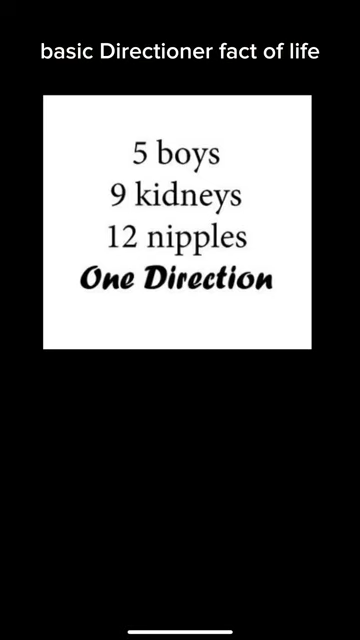 basic Directioner fact of life
5 boys
9 kidneys
12 nipples
One Direction